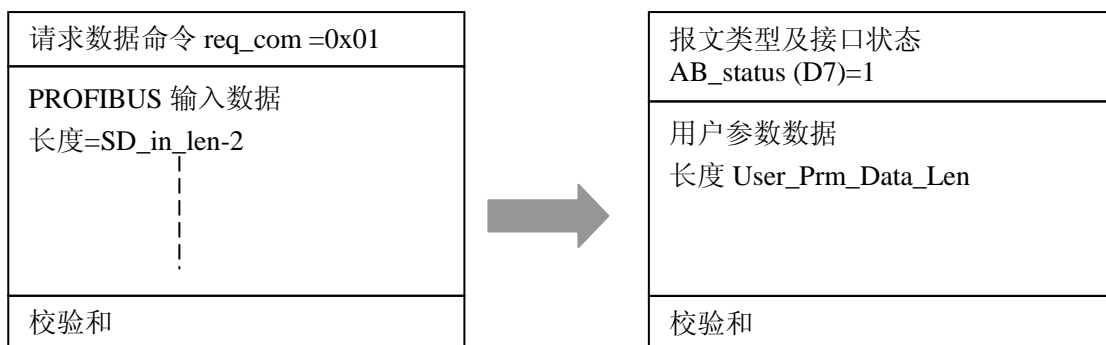 请求数据命令 req_com =0x01
PROFIBUS 输入数据
长度=SD_in_len-2
校验和
报文类型及接口状态
AB_status (D7)=1
用户参数数据
长度 User_Prm_Data_Len
校验和